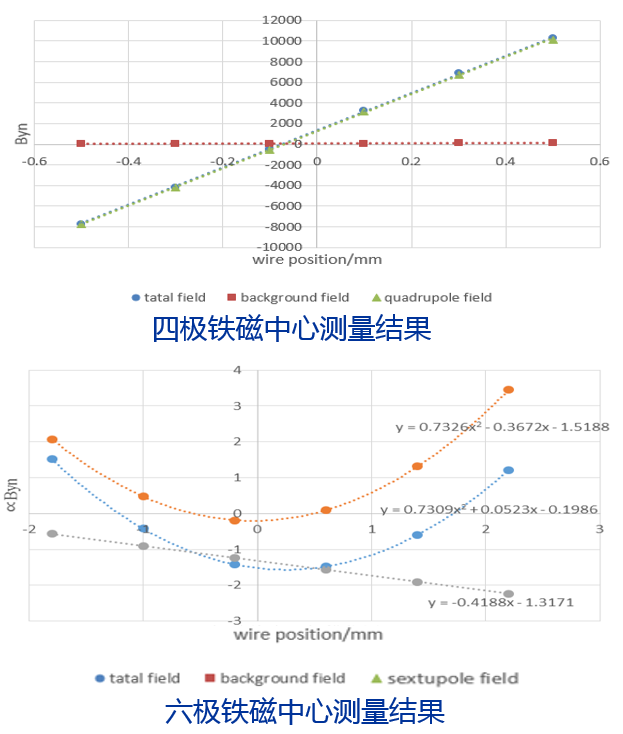 12000
10000
8000
6000
4000
2000
0
-2000
-4000
-6000
-8000
-10000
-0.6 -0.4 -0.2 0 0.2 0.4 0.6
Byn
wire position/mm
tatal field background field quadrupole field
四极铁磁中心测量结果
4
3
2
1
0
-1
-2
-3
-2 -1 0 1 2 3
αByn
y = 0.7326x² - 0.3672x - 1.5188
y = 0.7309x² + 0.0523x - 0.1986
y = -0.4188x - 1.3171
wire position/mm
tatal field background field sextupole field
六极铁磁中心测量结果